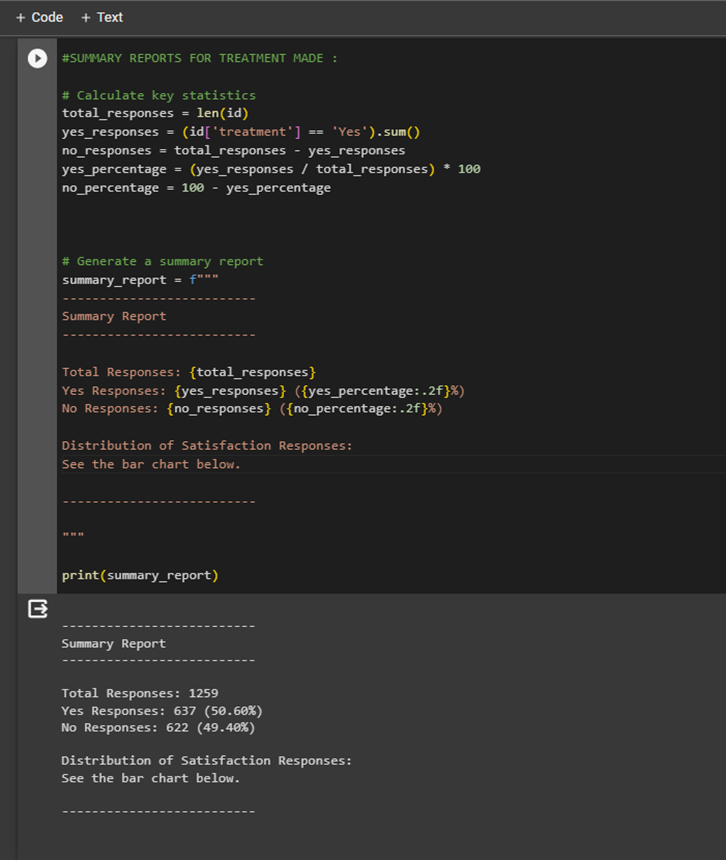 + Code + Text
#SUMMARY REPORTS FOR TREATMENT MADE :
# Calculate key statistics
total_responses = len(id)
yes_responses = (id['treatment'] == 'Yes').sum()
no_responses = total_responses - yes_responses
yes_percentage = (yes_responses / total_responses) * 100
no_percentage = 100 - yes_percentage
# Generate a summary report
summary_report = f"""
--------------------------
Summary Report
--------------------------
Total Responses: {total_responses}
Yes Responses: {yes_responses} ({yes_percentage:.2f}%)
No Responses: {no_responses} ({no_percentage:.2f}%)
Distribution of Satisfaction Responses:
See the bar chart below.
--------------------------
"""
print(summary_report)
--------------------------
Summary Report
--------------------------
Total Responses: 1259
Yes Responses: 637 (50.60%)
No Responses: 622 (49.40%)
Distribution of Satisfaction Responses:
See the bar chart below.
--------------------------